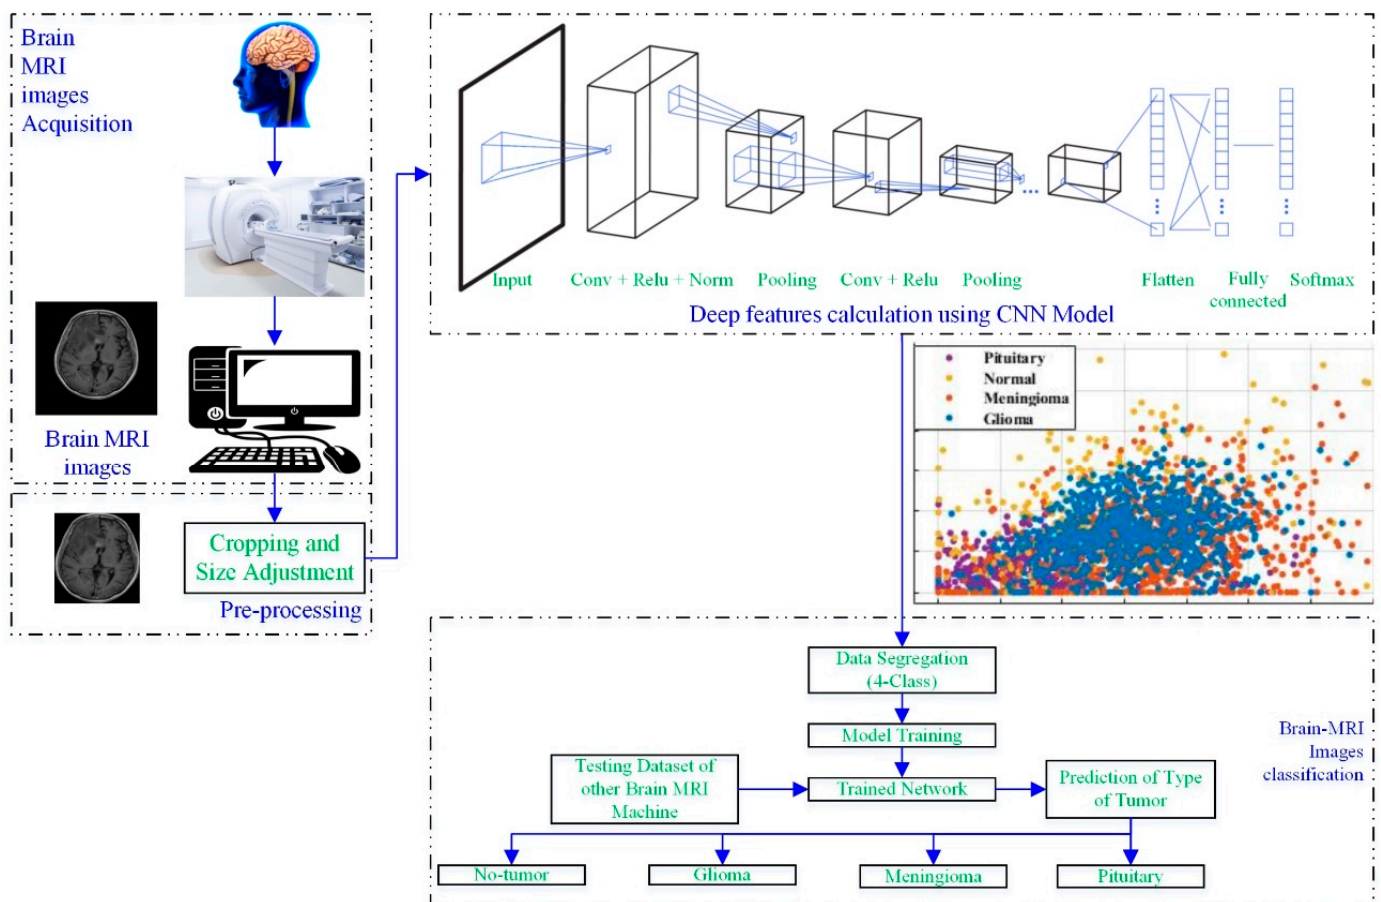 Brain
MRI
images
Acquisition
Brain MRI
images
Cropping and
Size Adjustment
Pre-processing
Input
Conv + Relu + Norm
Pooling
Conv + Relu
Pooling
Flatten
Fully
connected
Softmax
Deep features calculation using CNN Model
Pituitary
Normal
Meningioma
Glioma
Data Segregation
(4-Class)
Model Training
Brain-MRI
Images
classification
Testing Dataset of
other Brain MRI
Machine
Trained Network
Prediction of Type
of Tumor
No-tumor
Glioma
Meningioma
Pituitary